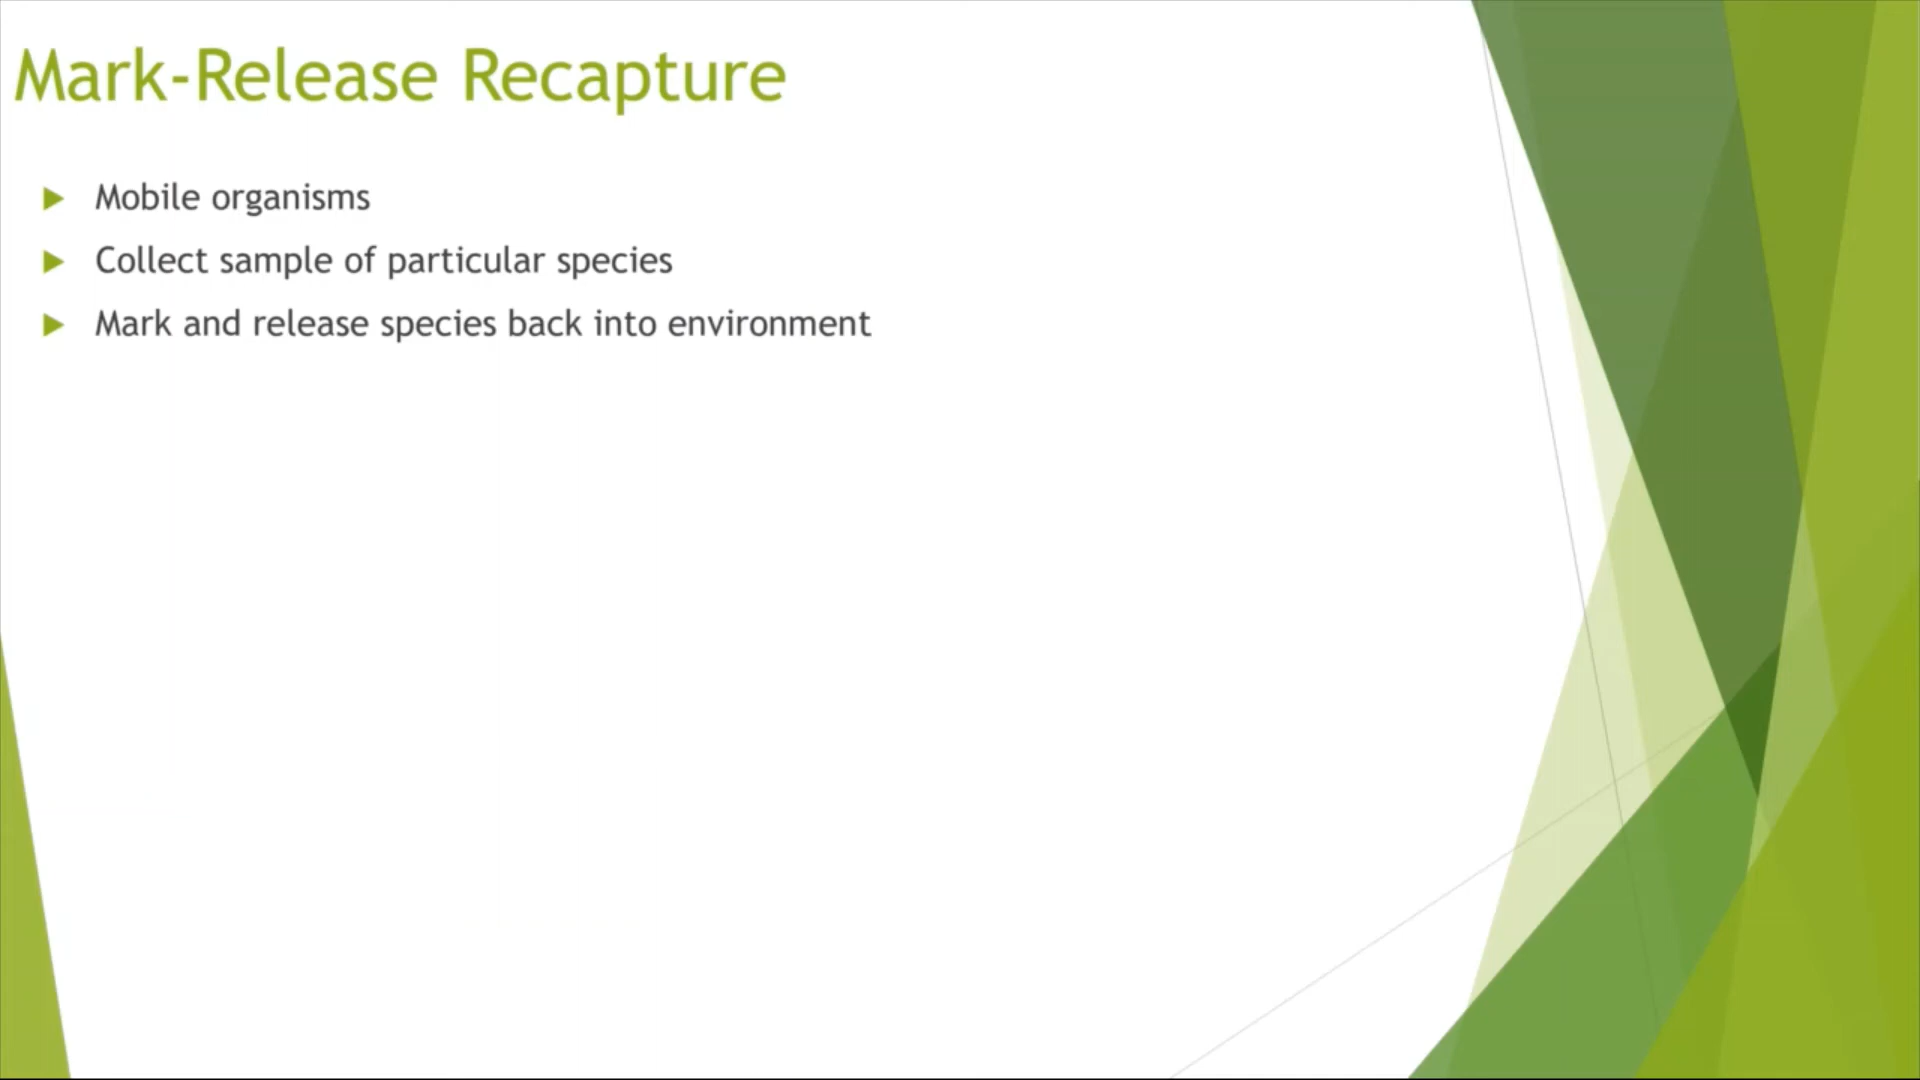 Mark-Release Recapture
Mobile organisms
Collect sample of particular species
Mark and release species back into environment